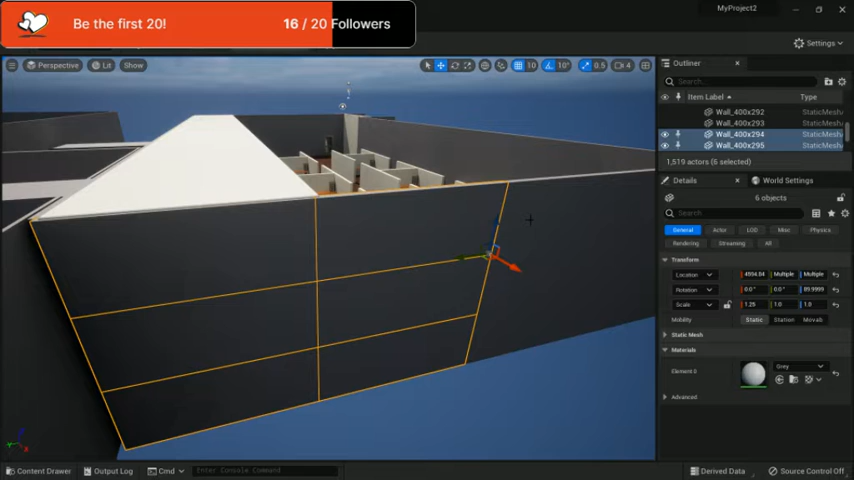 MyProject2
Be the first 20!
16 / 20 Followers
Settings
Perspective
Lit
Show
10
10°
0.5
4
Outliner
Search...
Item Label
Type
Wall_400x292
StaticMesh
Wall_400x293
StaticMesh
Wall_400x294
StaticMesh
Wall_400x295
StaticMesh
1,519 actors (6 selected)
Details
World Settings
6 objects
Search
General
Actor
LOD
Misc
Physics
Rendering
Streaming
All
Transform
Location
4994.04
Multiple
Multiple
Rotation
0.0°
0.0°
89.9999
Scale
1.25
1.0
1.0
Mobility
Static
Station
Movab
Static Mesh
Materials
Element 0
Grey
Advanced
Z
Y
X
Content Drawer
Output Log
Cmd
Enter Console Command
Derived Data
Source Control Off